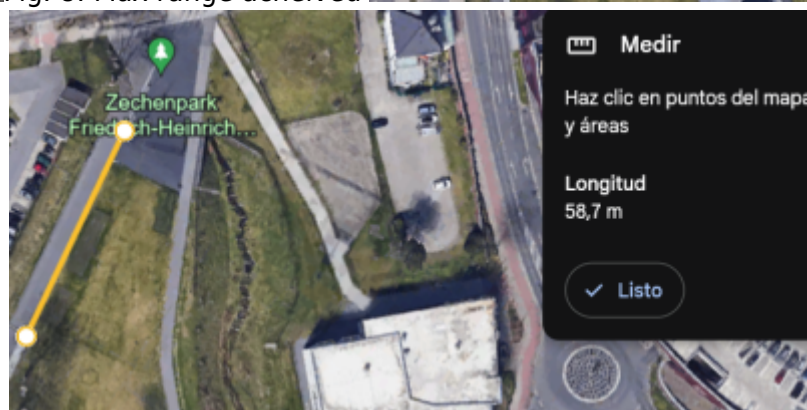 Medir
Zechenpark
Friedrich-Heinrich...
Haz clic en puntos del mapa
y áreas
Longitud
58,7 m
Listo